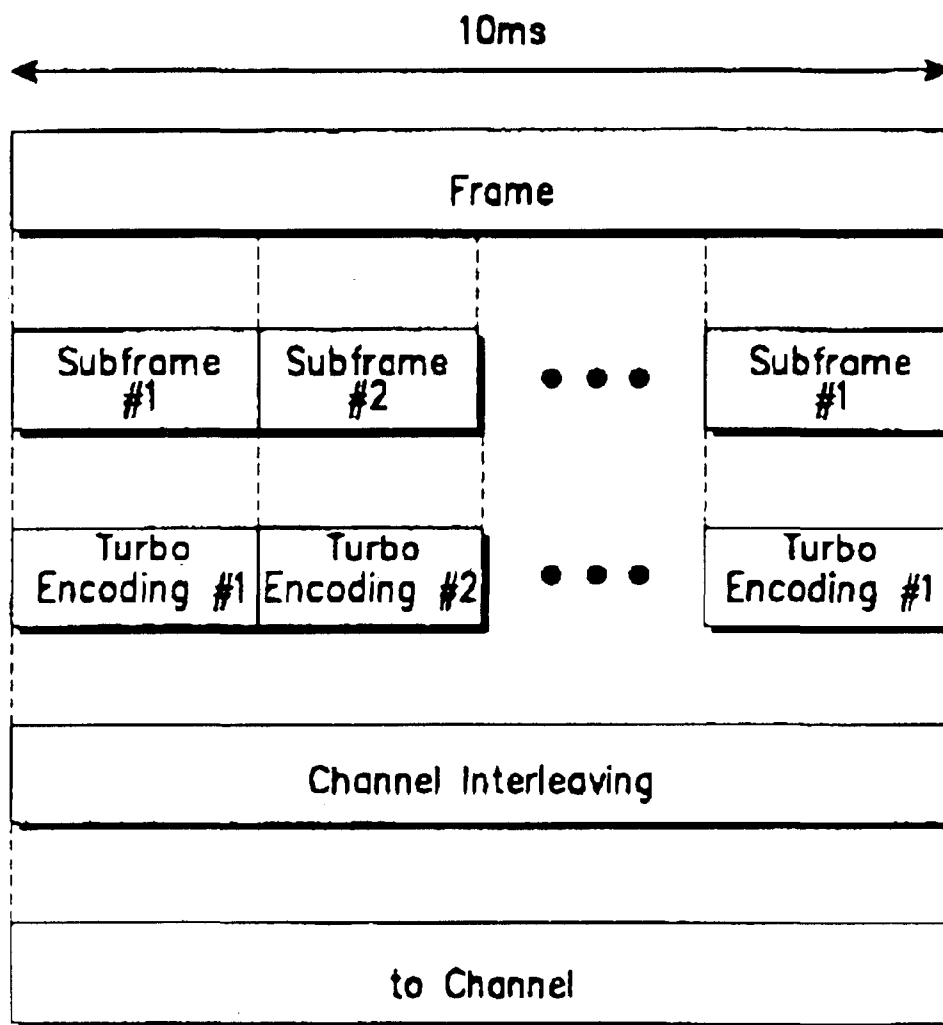 10ms
Frame
Subframe #1
Subframe #2
Subframe #1
Turbo Encoding #1
Turbo Encoding #2
Turbo Encoding #1
Channel Interleaving
to Channel